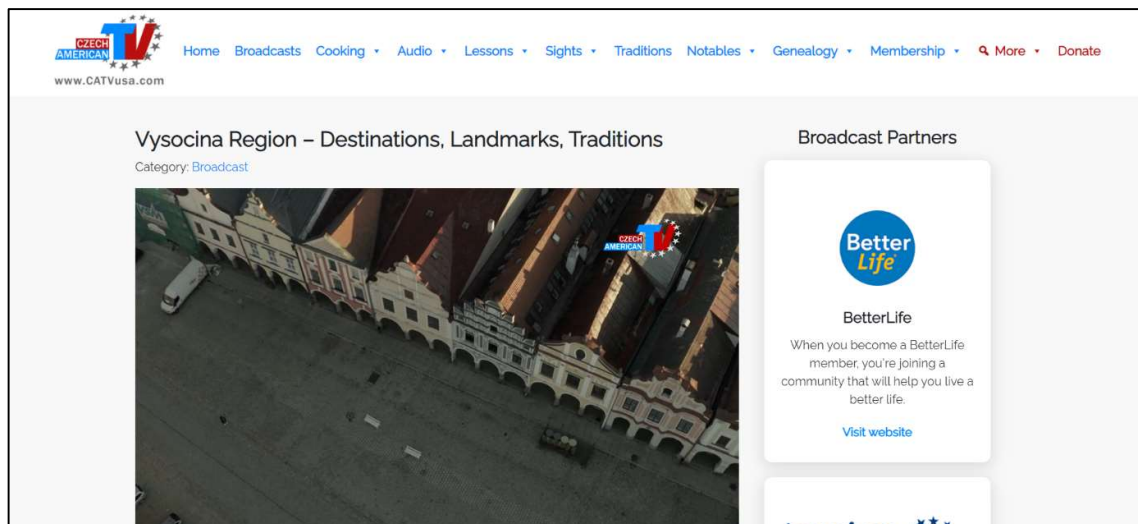 CZECH
AMERICAN
TV
www.CATVusa.com
Home Broadcasts Cooking Audio Lessons Sights Traditions Notables Genealogy Membership More Donate
Vysocina Region – Destinations, Landmarks, Traditions
Category: Broadcast
CZECH
AMERICAN
TV
Broadcast Partners
Better
Life
BetterLife
When you become a BetterLife
member, you're joining a
community that will help you live a
better life.
Visit website